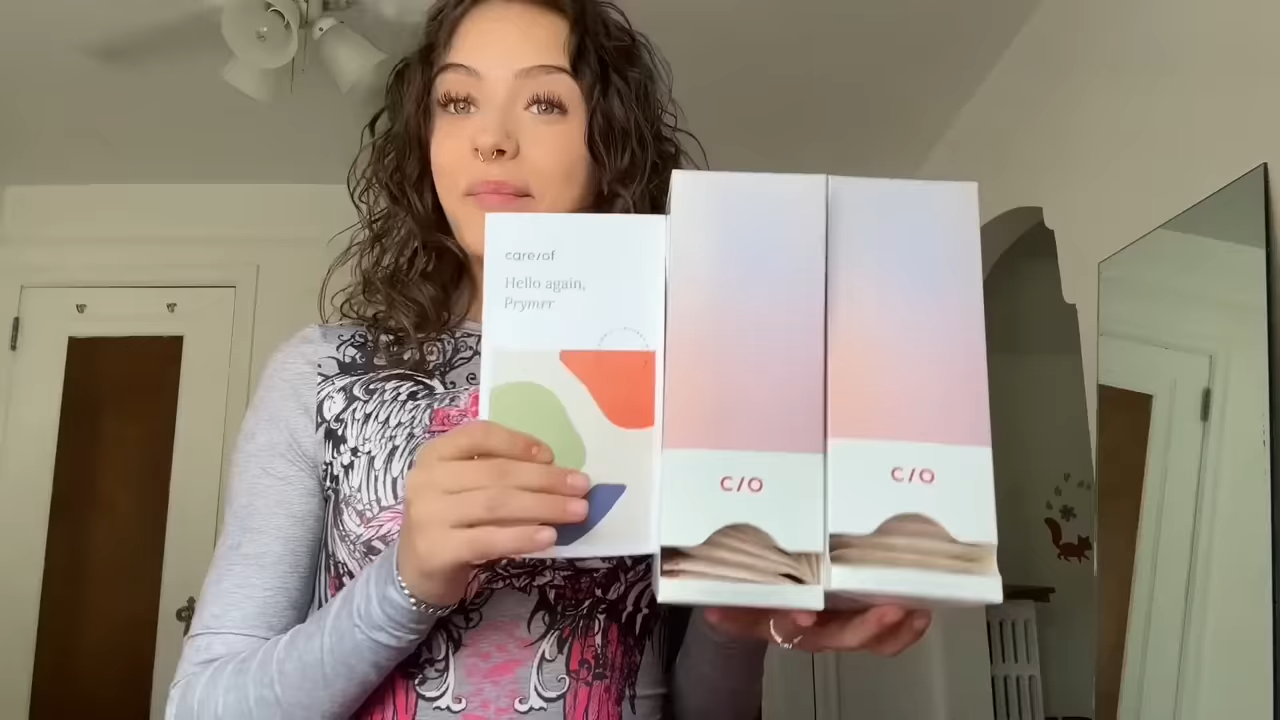 care/of
Hello again,
Prymrr
C/O
C/O